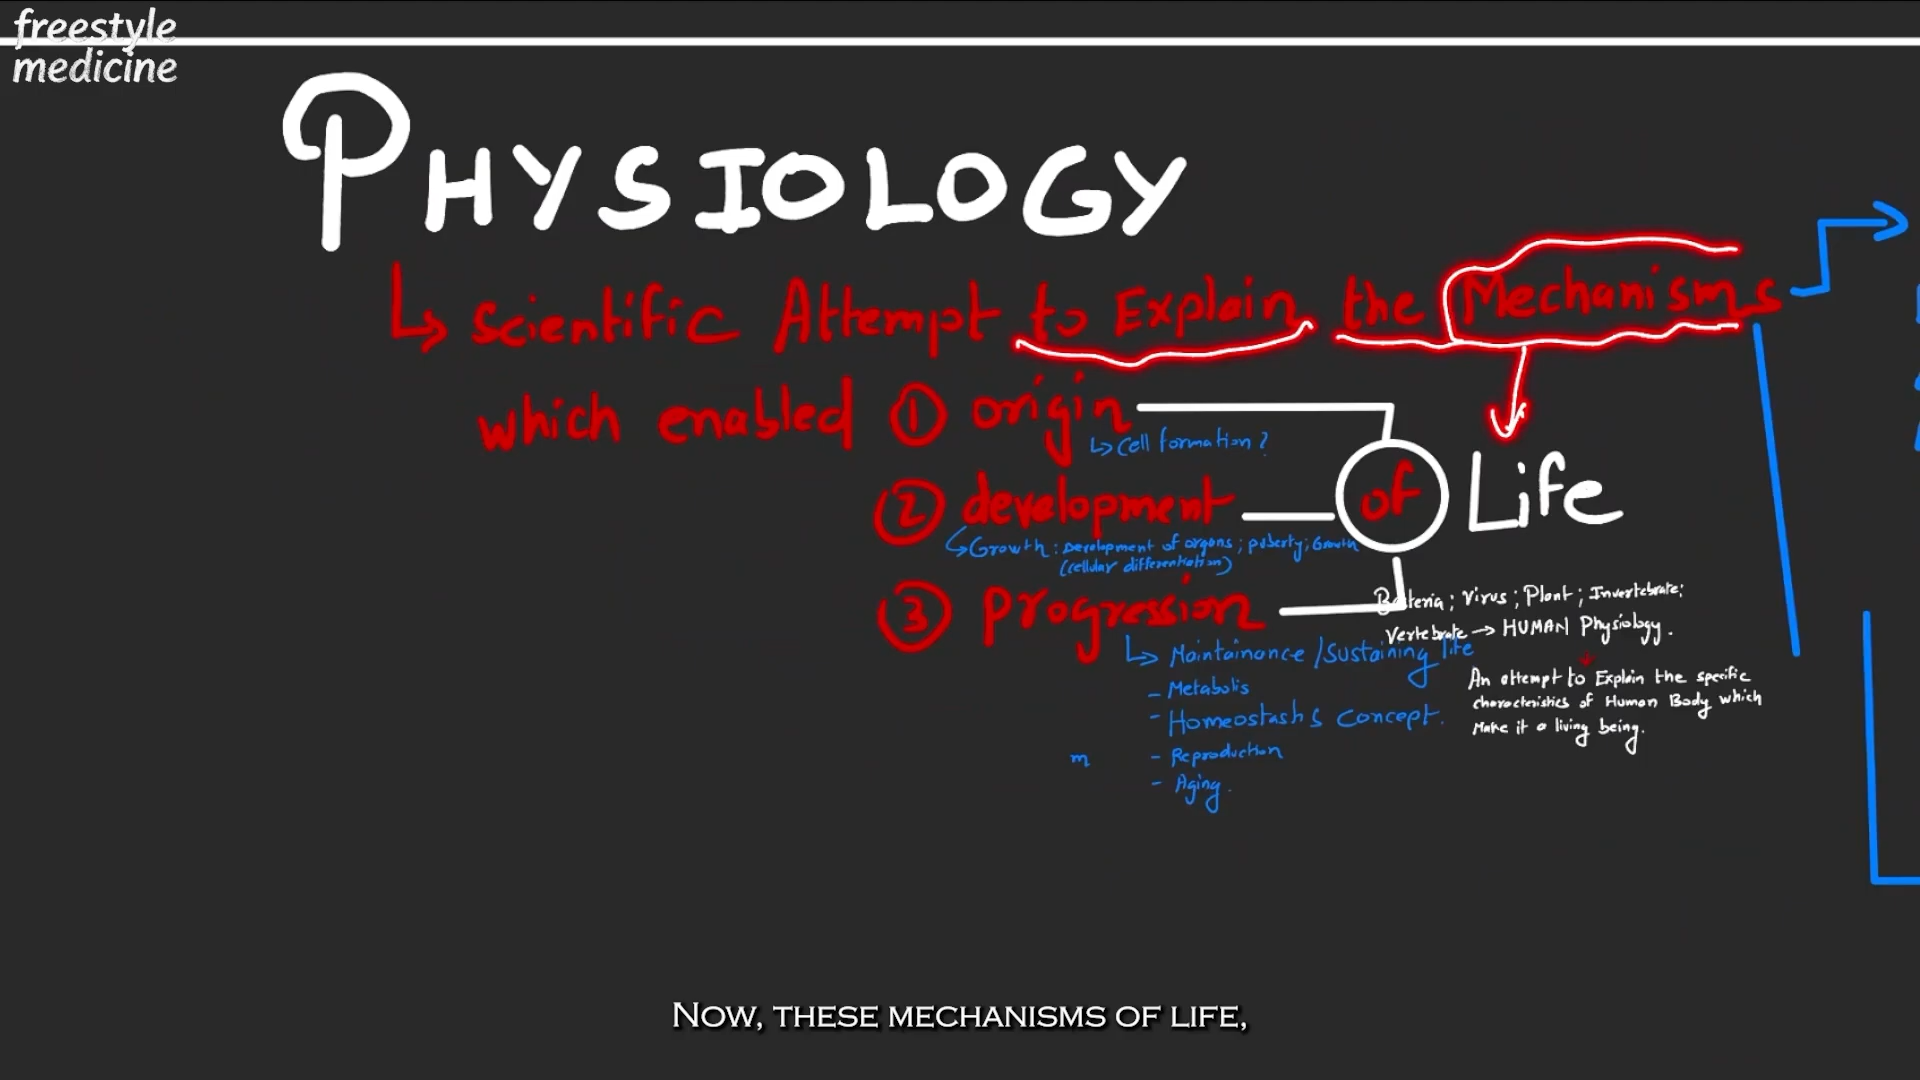 freestyle
medicine
PHYSIOLOGY
↳ Scientific Attempt to Explain the Mechanisms
which enabled ① origin
↳ Cell formation?
② development
of Life
↳ Growth: Development of organs; puberty; Growth
(cellular differentiation)
③ progression
Bacteria; Virus; Plant; Invertebrate;
Vertebrate → HUMAN Physiology.
↳ Maintainance/Sustaining life
An attempt to Explain the specific
characteristics of Human Body which
Make it a living being.
- Metabolis
- Homeostasis Concept.
- Reproduction
m
- Aging.
NOW, THESE MECHANISMS OF LIFE,